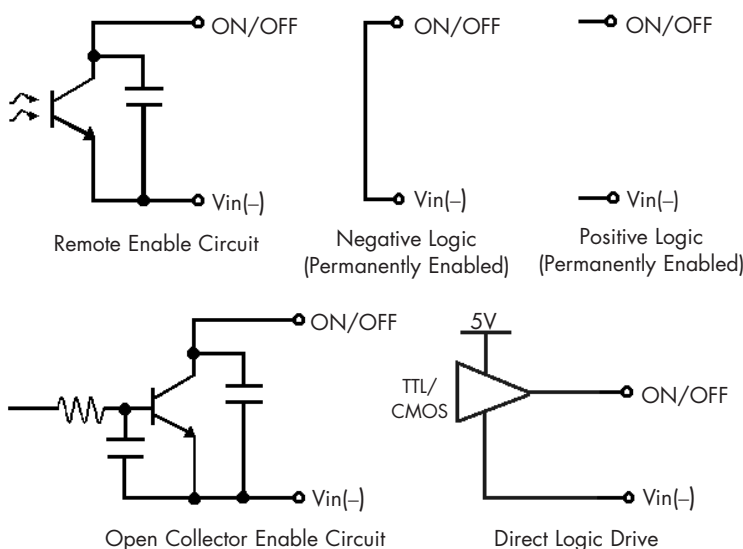 ON/OFF
Vin(–)
Remote Enable Circuit
ON/OFF
Vin(–)
Negative Logic
(Permanently Enabled)
ON/OFF
Vin(–)
Positive Logic
(Permanently Enabled)
ON/OFF
Vin(–)
Open Collector Enable Circuit
5V
TTL/
CMOS
ON/OFF
Vin(–)
Direct Logic Drive